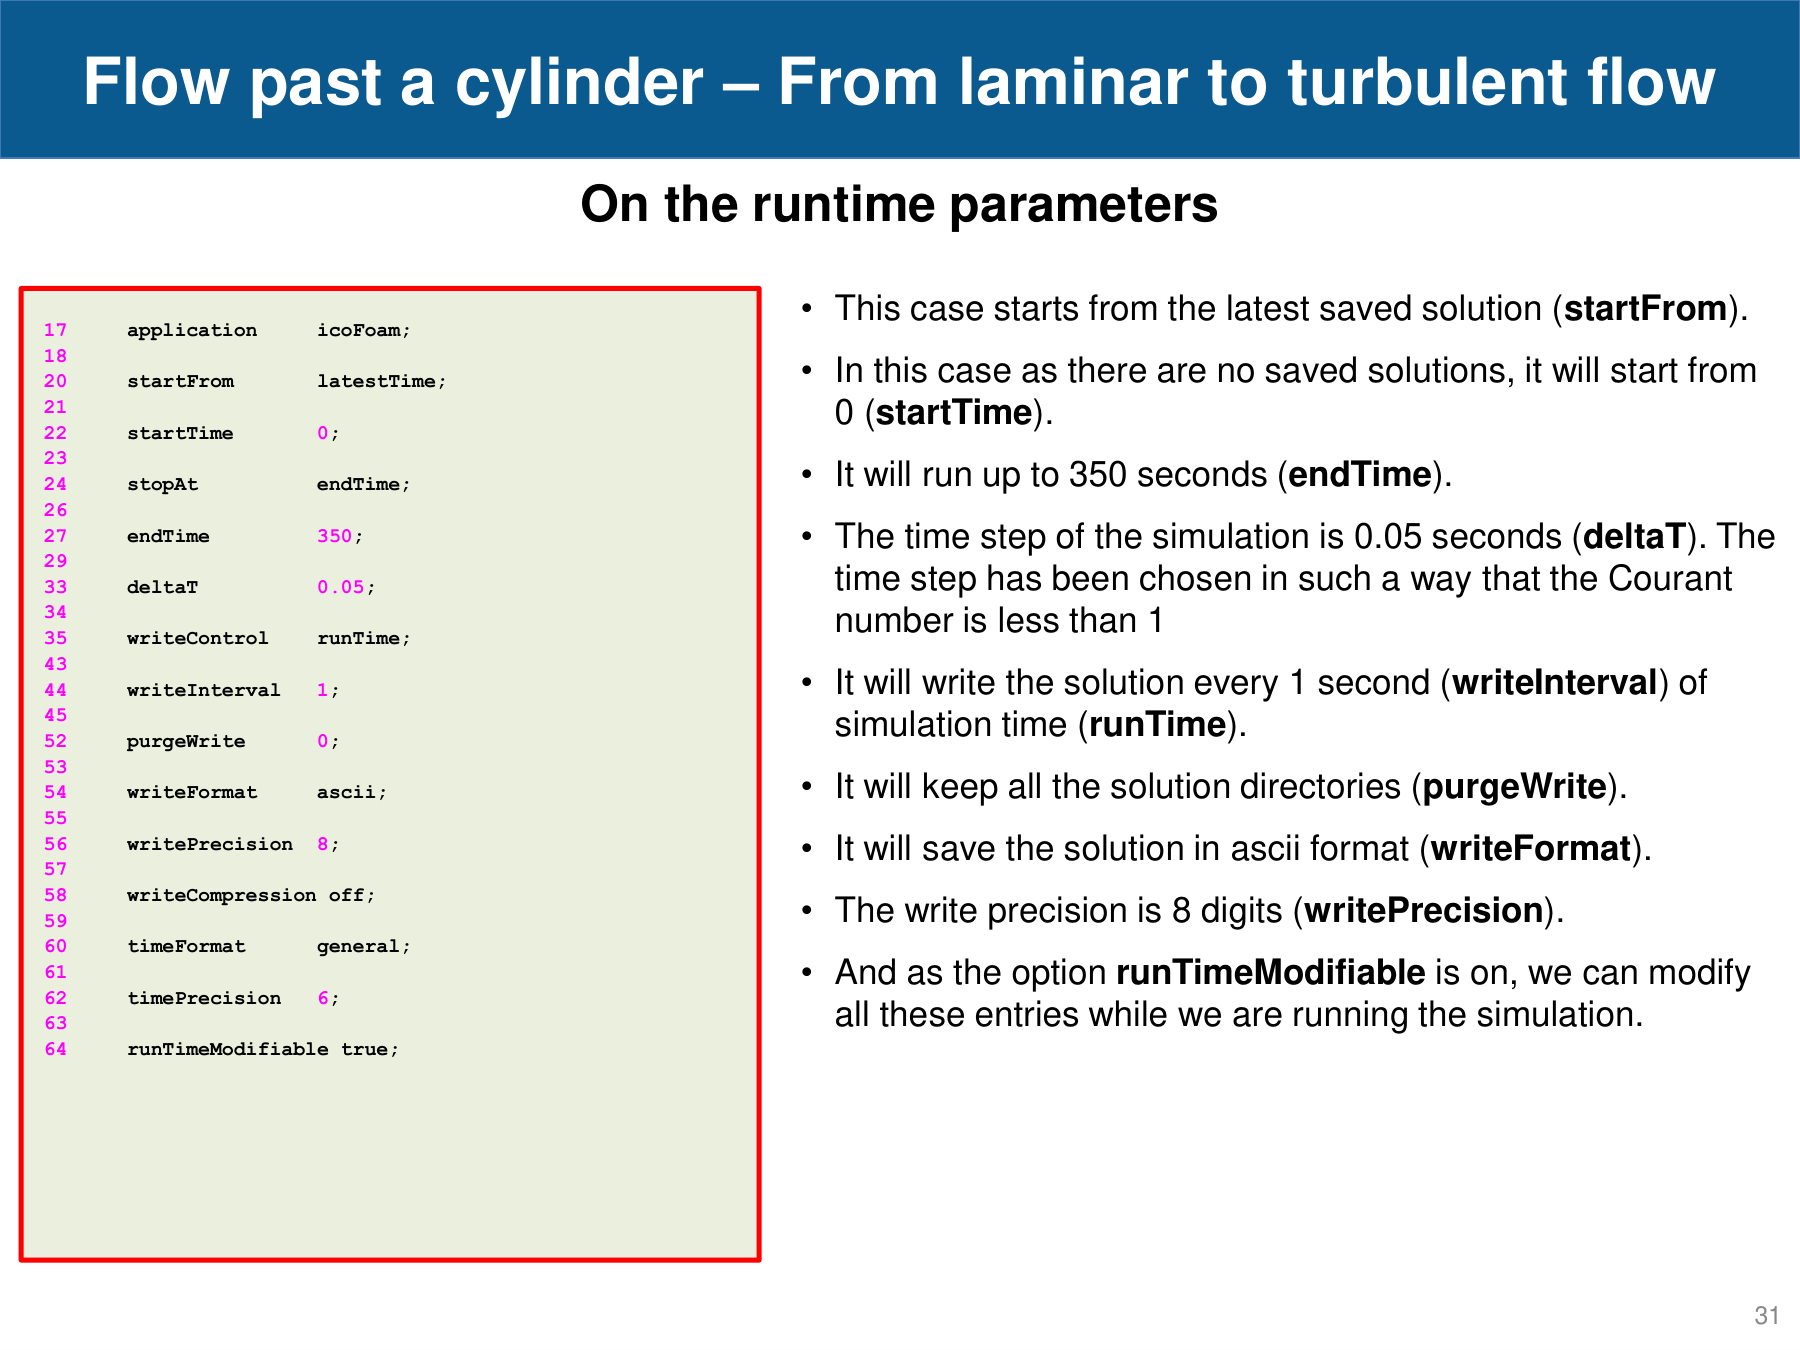 Flow past a cylinder – From laminar to turbulent flow
On the runtime parameters
17 application icoFoam;
18
20 startFrom latestTime;
21
22 startTime 0;
23
24 stopAt endTime;
26
27 endTime 350;
29
33 deltaT 0.05;
34
35 writeControl runTime;
43
44 writeInterval 1;
45
52 purgeWrite 0;
53
54 writeFormat ascii;
55
56 writePrecision 8;
57
58 writeCompression off;
59
60 timeFormat general;
61
62 timePrecision 6;
63
64 runTimeModifiable true;
• This case starts from the latest saved solution (startFrom).
• In this case as there are no saved solutions, it will start from
0 (startTime).
• It will run up to 350 seconds (endTime).
• The time step of the simulation is 0.05 seconds (deltaT). The
time step has been chosen in such a way that the Courant
number is less than 1
• It will write the solution every 1 second (writeInterval) of
simulation time (runTime).
• It will keep all the solution directories (purgeWrite).
• It will save the solution in ascii format (writeFormat).
• The write precision is 8 digits (writePrecision).
• And as the option runTimeModifiable is on, we can modify
all these entries while we are running the simulation.
31